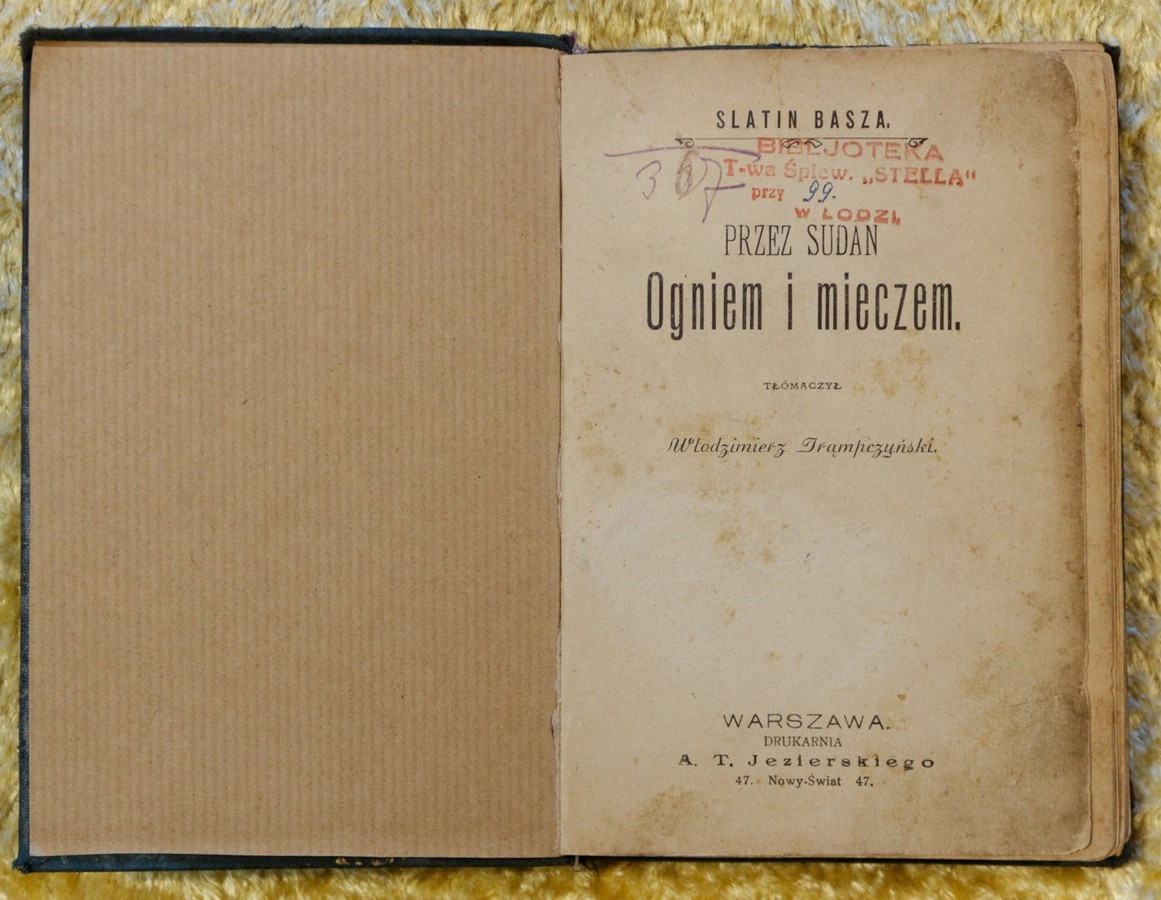 SLATIN BASZA.
BIBLJOTEKA
T-wa Śpiew. „STELLA“
367
przy 99.
W ŁODZI,
PRZEZ SUDAN
Ogniem i mieczem.
TŁÓMACZYŁ
Włodzimierz Trąmpczyński.
WARSZAWA.
DRUKARNIA
A. T. Jezierskiego
47. Nowy-Świat 47.